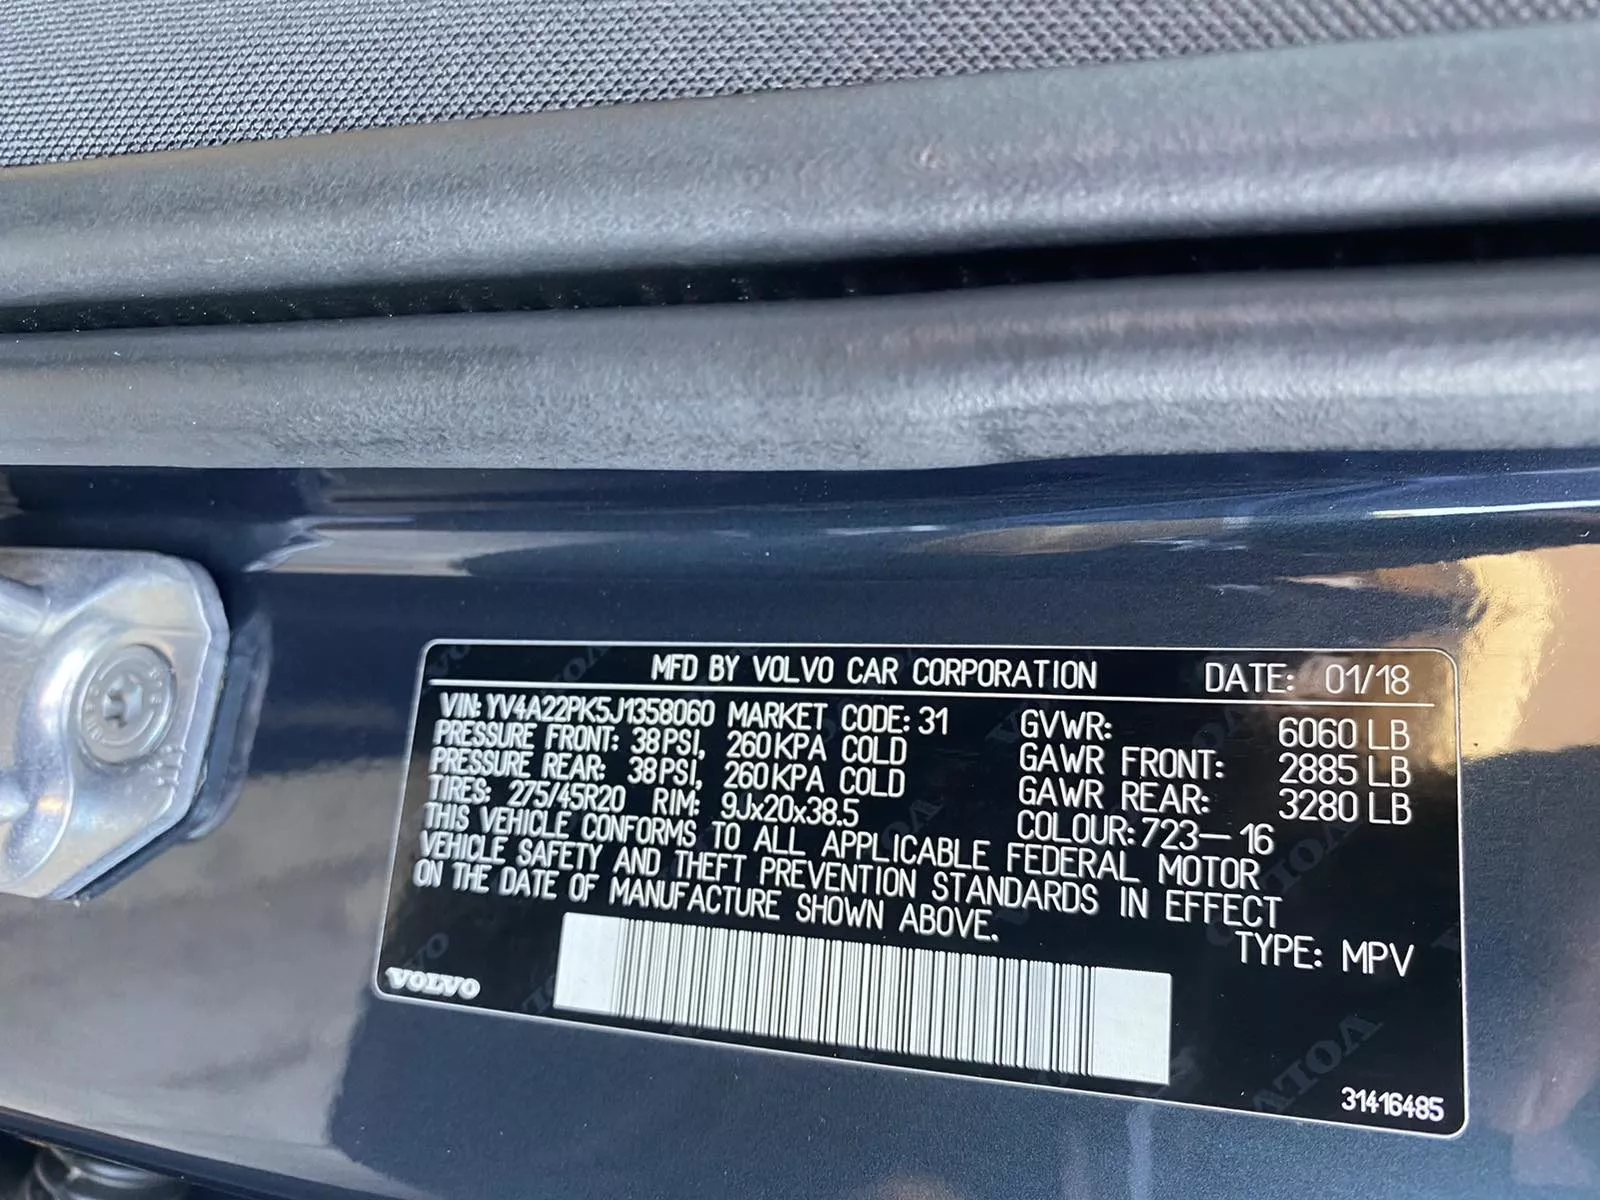 MFD BY VOLVO CAR CORPORATION DATE: 01/18
VIN: YV4A22PK5J1358060 MARKET CODE: 31 GVWR: 6060 LB
PRESSURE FRONT: 38PSI, 260KPA COLD GAWR FRONT: 2885 LB
PRESSURE REAR: 38PSI, 260KPA COLD GAWR REAR: 3280 LB
TIRES: 275/45R20 RIM: 9Jx20x38.5 COLOUR: 723-16
THIS VEHICLE CONFORMS TO ALL APPLICABLE FEDERAL MOTOR
VEHICLE SAFETY AND THEFT PREVENTION STANDARDS IN EFFECT
ON THE DATE OF MANUFACTURE SHOWN ABOVE.
TYPE: MPV
VOLVO
31416485